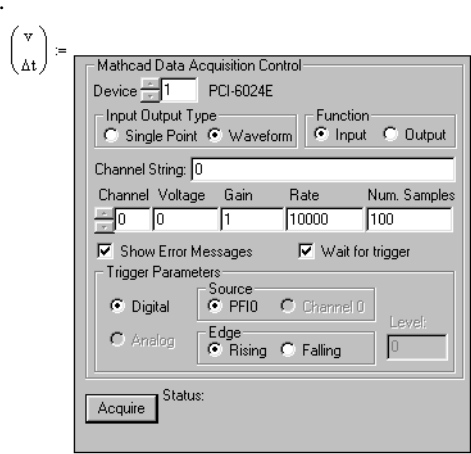 .
( v
Δt ) :=
Mathcad Data Acquisition Control
Device 1 PCI-6024E
Input Output Type Function
Single Point Waveform Input Output
Channel String: 0
Channel Voltage Gain Rate Num. Samples
0 0 1 10000 100
Show Error Messages Wait for trigger
Trigger Parameters
Source
Digital PFI0 Channel 0
Level:
Edge
Analog Rising Falling 0
Acquire Status: